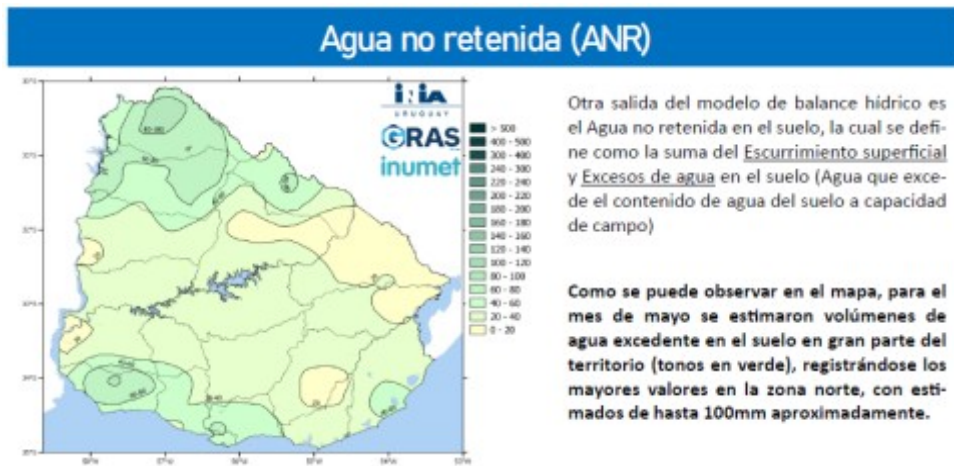 Agua no retenida (ANR)
INIA
URUGUAY
GRAS
inumet
> 500
400 - 500
300 - 400
240 - 300
220 - 240
200 - 220
180 - 200
160 - 180
140 - 160
120 - 140
100 - 120
80 - 100
60 - 80
40 - 60
20 - 40
0 - 20
58°W
57°W
56°W
55°W
54°W
53°W
Otra salida del modelo de balance hídrico es
el Agua no retenida en el suelo, la cual se defi-
ne como la suma del Escurrimiento superficial
y Excesos de agua en el suelo (Agua que exce-
de el contenido de agua del suelo a capacidad
de campo)
Como se puede observar en el mapa, para el
mes de mayo se estimaron volúmenes de
agua excedente en el suelo en gran parte del
territorio (tonos en verde), registrándose los
mayores valores en la zona norte, con esti-
mados de hasta 100mm aproximadamente.